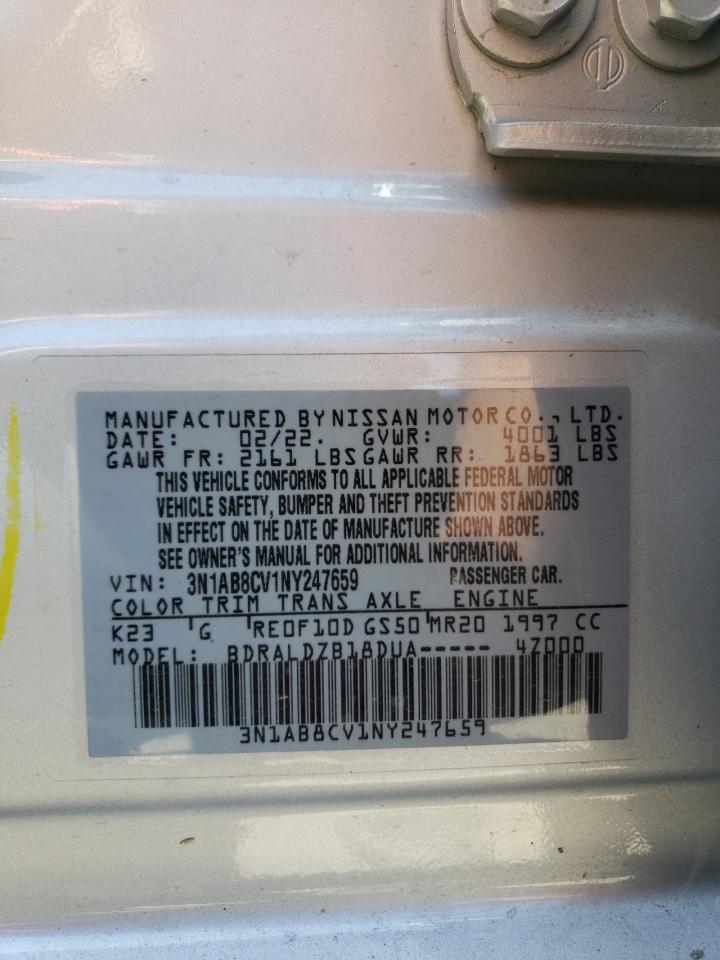 MANUFACTURED BY NISSAN MOTOR CO., LTD.
DATE: 02/22. GVWR: 4001 LBS
GAWR FR: 2161 LBS GAWR RR: 1863 LBS
THIS VEHICLE CONFORMS TO ALL APPLICABLE FEDERAL MOTOR
VEHICLE SAFETY, BUMPER AND THEFT PREVENTION STANDARDS
IN EFFECT ON THE DATE OF MANUFACTURE SHOWN ABOVE.
SEE OWNER'S MANUAL FOR ADDITIONAL INFORMATION.
VIN: 3N1AB8CV1NY247659 PASSENGER CAR.
COLOR TRIM TRANS AXLE ENGINE
K23 G RE0F10D GS50 MR20 1997 CC
MODEL: BDRALDZB18DUA----- 4Z000
3N1AB8CV1NY247659